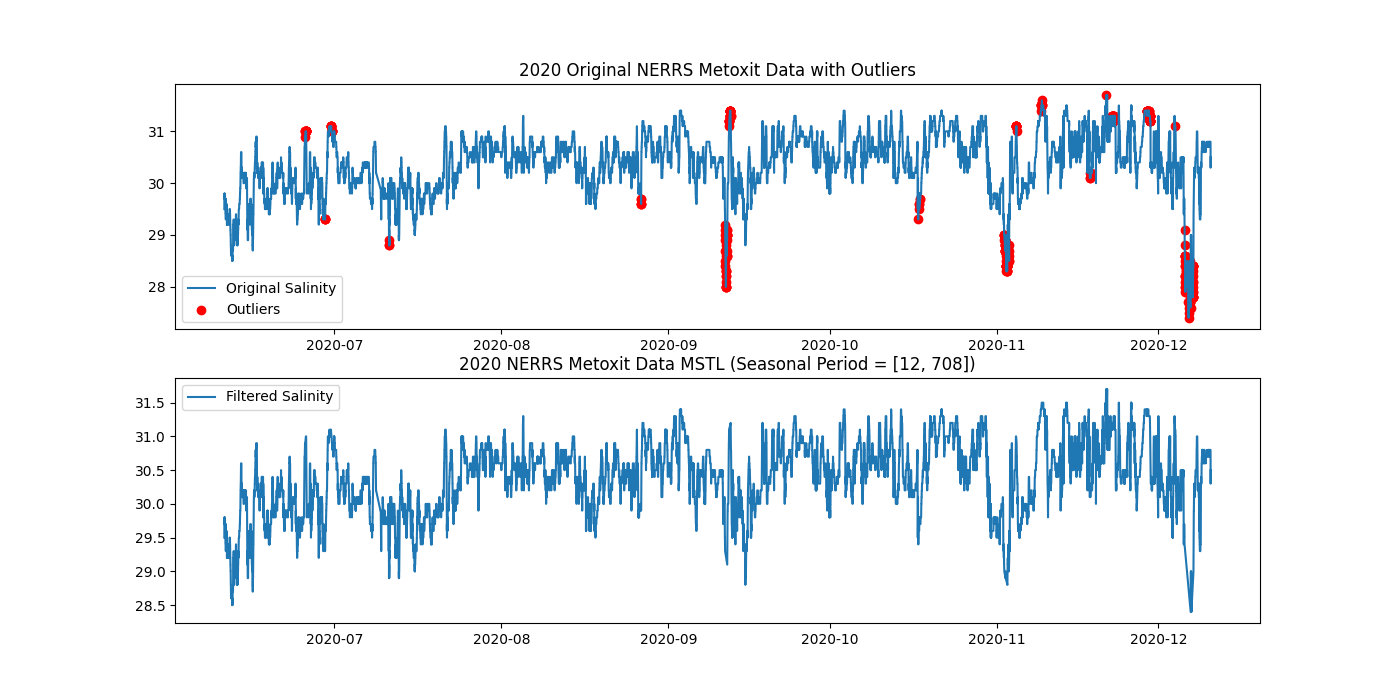 2020 Original NERRS Metoxit Data with Outliers
31
30
29
28
Original Salinity
Outliers
2020-07 2020-08 2020-09 2020-10 2020-11 2020-12
2020 NERRS Metoxit Data MSTL (Seasonal Period = [12, 708])
Filtered Salinity
31.5
31.0
30.5
30.0
29.5
29.0
28.5
2020-07 2020-08 2020-09 2020-10 2020-11 2020-12